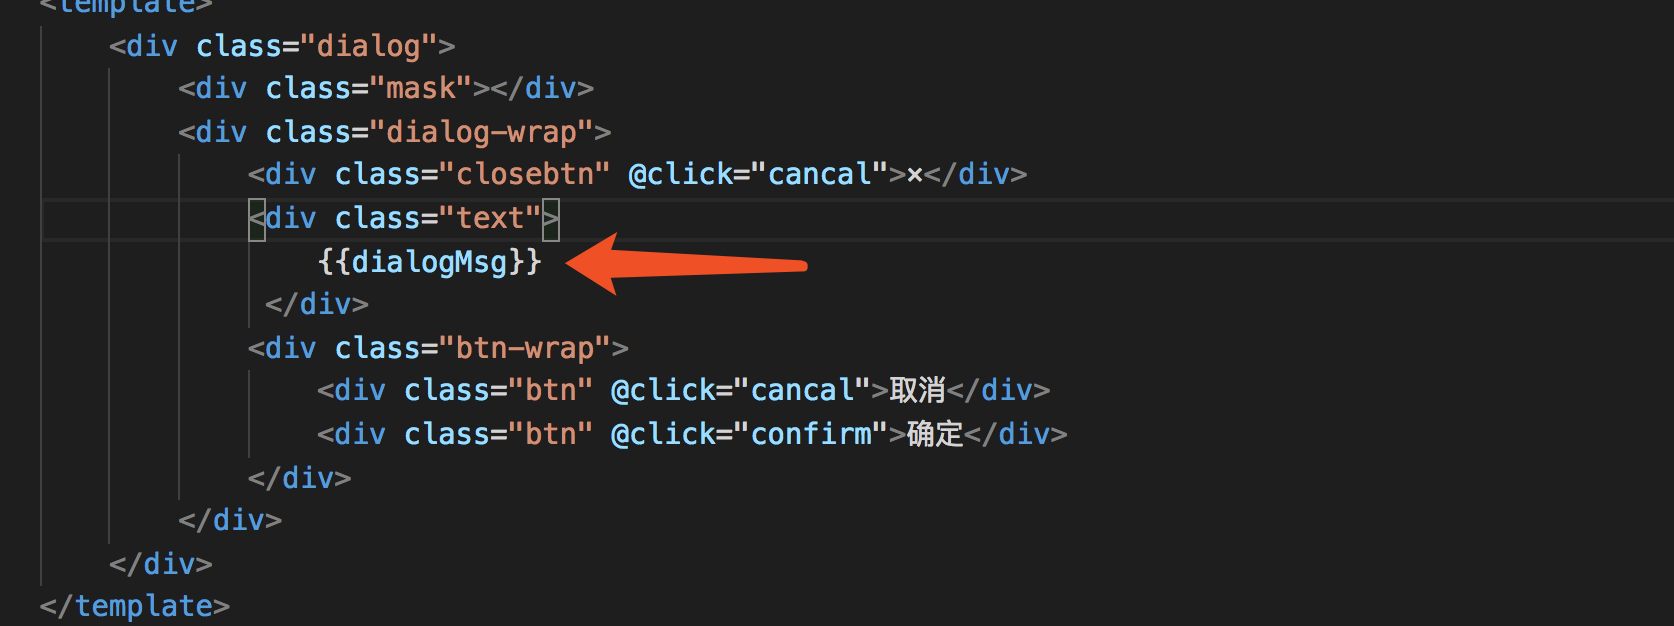 <template>
<div class="dialog">
<div class="mask"></div>
<div class="dialog-wrap">
<div class="closebtn" @click="cancal">×</div>
<div class="text">
{{dialogMsg}}
</div>
<div class="btn-wrap">
<div class="btn" @click="cancal">取消</div>
<div class="btn" @click="confirm">确定</div>
</div>
</div>
</div>
</template>